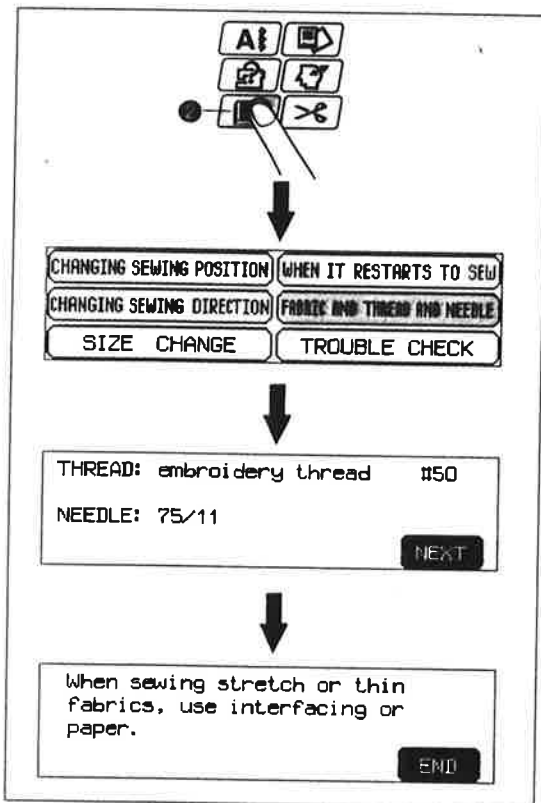 A
CHANGING SEWING POSITION
WHEN IT RESTARTS TO SEW
CHANGING SEWING DIRECTION
FABRIC AND THREAD AND NEEDLE
SIZE CHANGE
TROUBLE CHECK
THREAD: embroidery thread #50
NEEDLE: 75/11
NEXT
When sewing stretch or thin
fabrics, use interfacing or
paper.
END